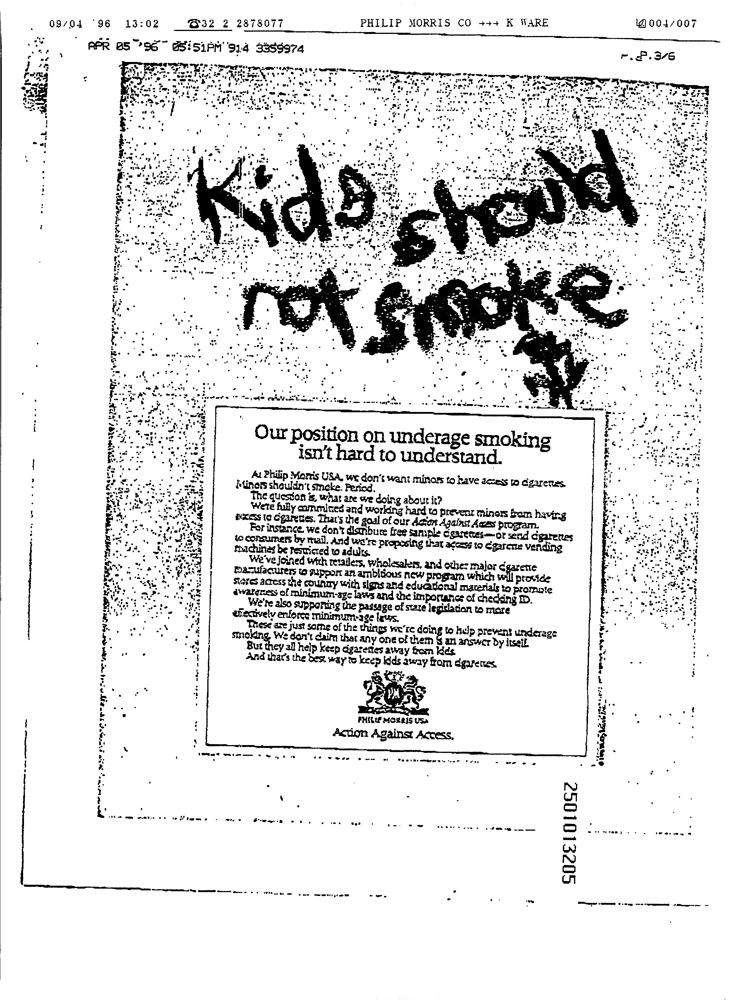 09/04 '96 13:02 ☎32 2 2878077 PHILIP MORRIS CO →→→ K WARE 004/007
APR 05 '96 05:51PM 914 3359974 P.3/6
Kids should
not smoke
Our position on underage smoking
isn't hard to understand.
At Philip Morris USA, we don't want minors to have access to cigarettes.
Minors shouldn't smoke. Period.
The question is, what are we doing about it?
We're fully committed and working hard to prevent minors from having
access to cigarettes. That's the goal of our Action Against Access program.
For instance, we don't distribute free sample cigarettes—or send cigarettes
to consumers by mail. And we're proposing that access to cigarette vending
machines be restricted to adults.
We've joined with retailers, wholesalers, and other major cigarette
manufacturers to support an ambitious new program which will provide
stores across the country with signs and educational materials to promote
awareness of minimum-age laws and the importance of checking ID.
We're also supporting the passage of state legislation to more
effectively enforce minimum-age laws.
These are just some of the things we're doing to help prevent underage
smoking. We don't claim that any one of them is an answer by itself.
But they all help keep cigarettes away from kids.
And that's the best way to keep kids away from cigarettes.
PM
PHILIP MORRIS USA
Action Against Access.
2501013205